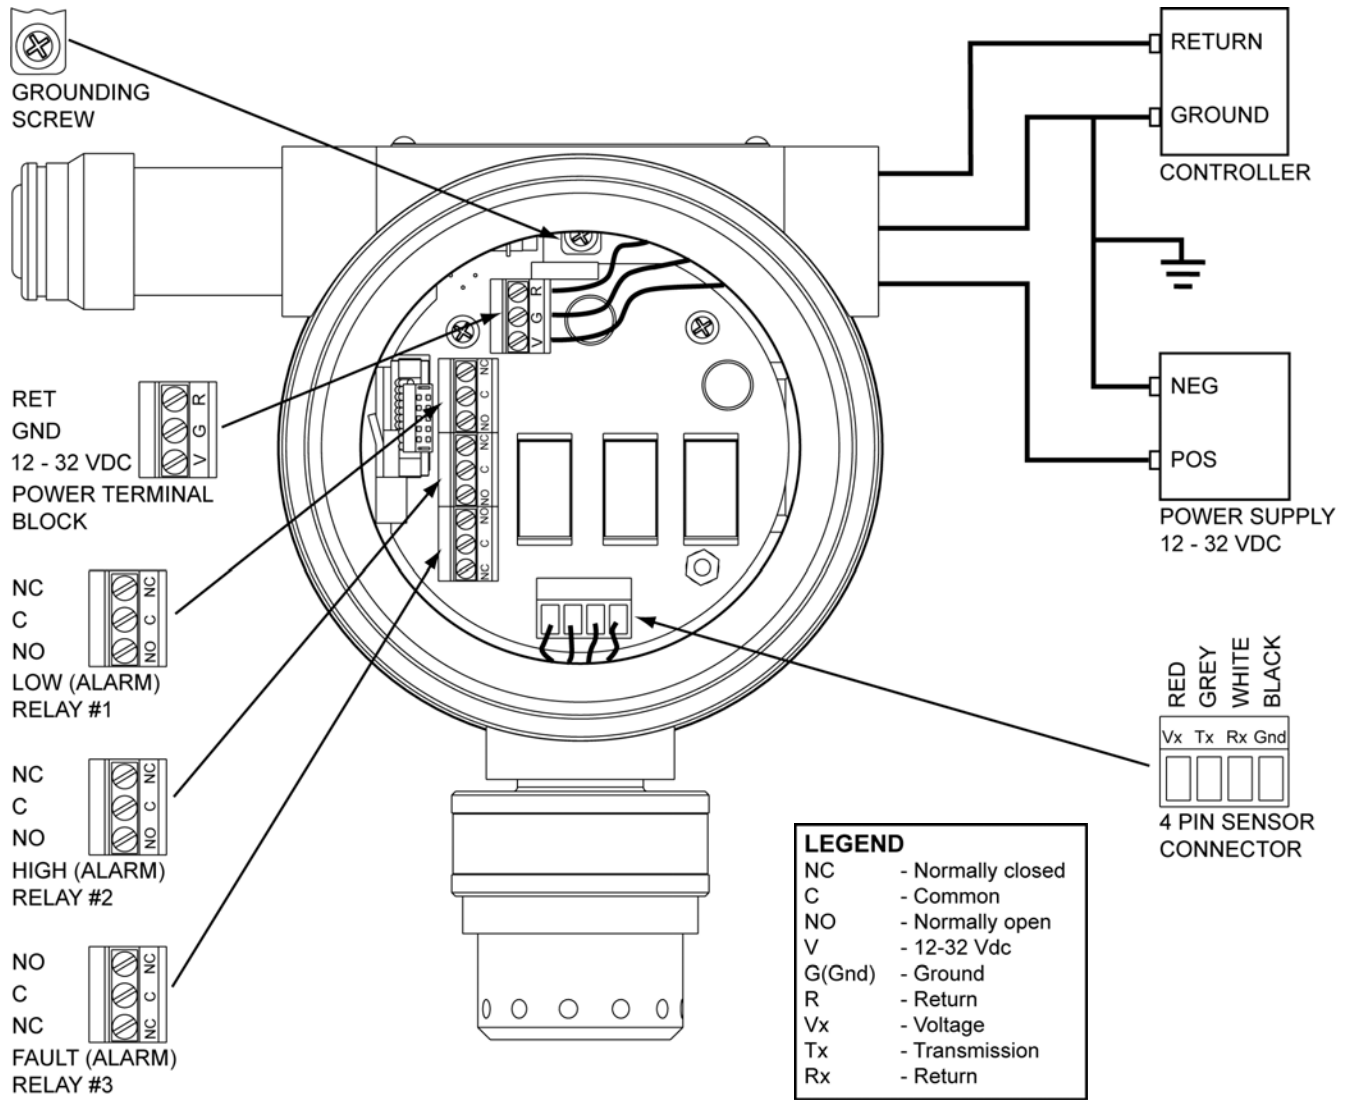 GROUNDING
SCREW
RETURN
GROUND
CONTROLLER
R
G
V
RET
GND
12 - 32 VDC
R
G
V
POWER TERMINAL
BLOCK
NC
C
NO
NC
C
NO
NO
C
NC
NEG
POS
POWER SUPPLY
12 - 32 VDC
NC
C
NO
NC
C
NO
LOW (ALARM)
RELAY #1
NC
C
NO
NC
C
NO
HIGH (ALARM)
RELAY #2
NO
C
NC
NC
C
NC
FAULT (ALARM)
RELAY #3
RED
GREY
WHITE
BLACK
Vx Tx Rx Gnd
4 PIN SENSOR
CONNECTOR
LEGEND
NC - Normally closed
C - Common
NO - Normally open
V - 12-32 Vdc
G(Gnd) - Ground
R - Return
Vx - Voltage
Tx - Transmission
Rx - Return